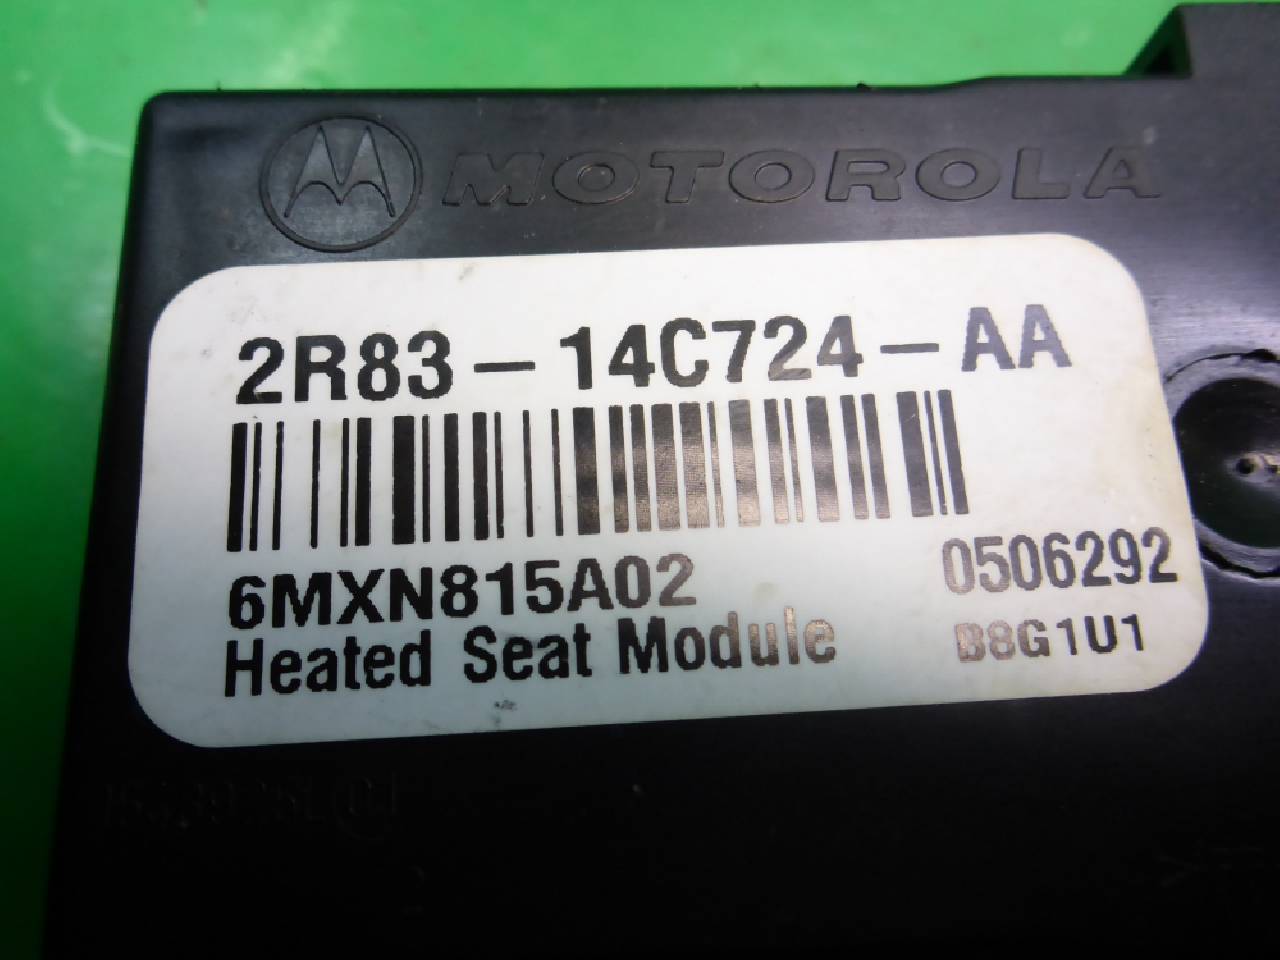 MOTOROLA
2R83-14C724-AA
6MXN815A02 0506292
Heated Seat Module B8G1U1